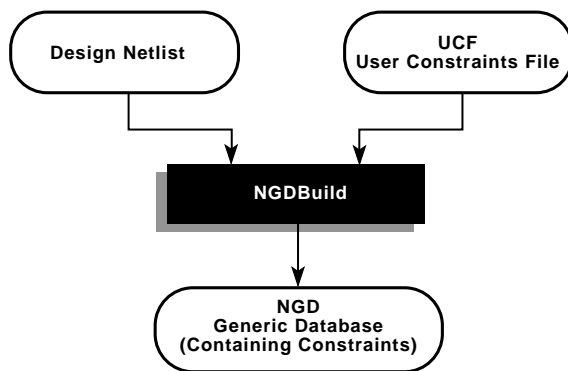 Design Netlist
UCF
User Constraints File
NGDBuild
NGD
Generic Database
(Containing Constraints)